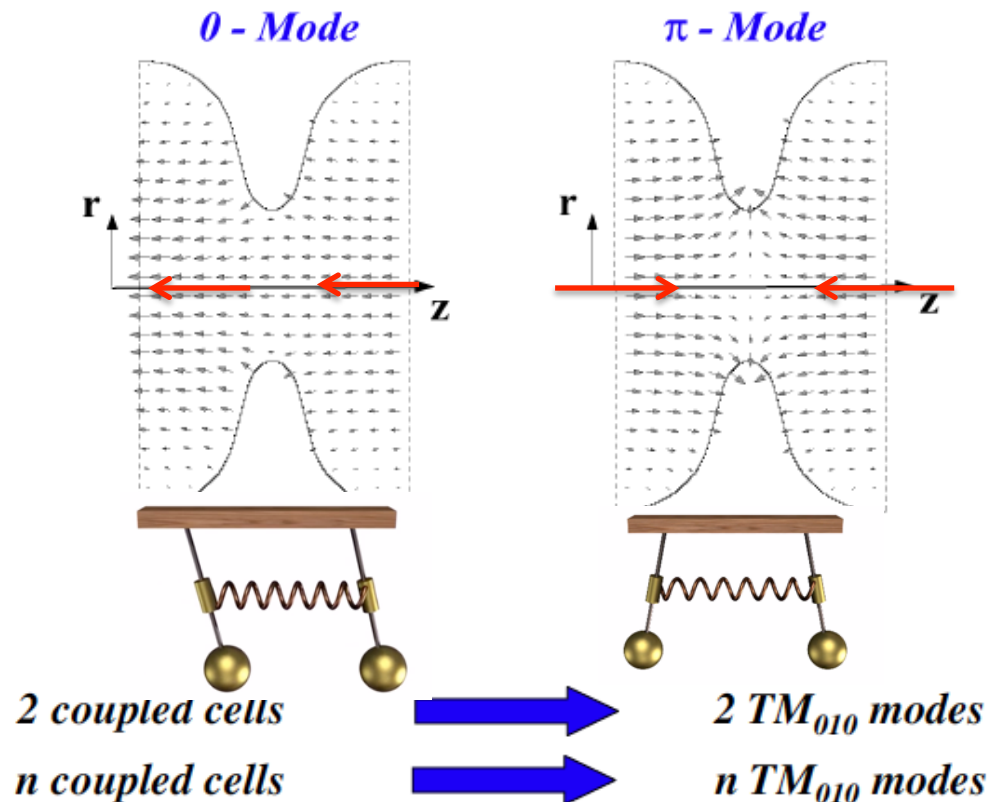 0 - Mode
π - Mode
r
z
r
z
2 coupled cells
2 TM₀₁₀ modes
n coupled cells
n TM₀₁₀ modes